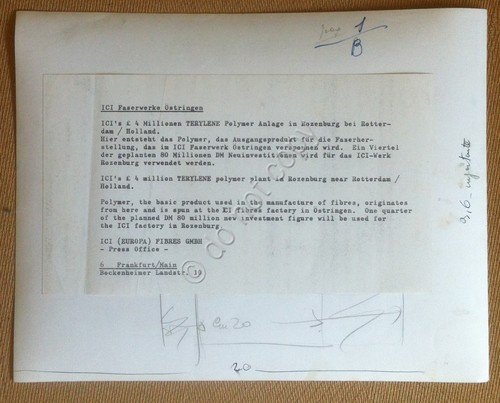 1
B
ICI Faserwerke Östringen
ICI's £ 4 Millionen TERYLENE Polymer Anlage in Rozenburg bei Rotter-
dam / Holland.
Hier entsteht das Polymer, das Ausgangsprodukt für die Faserher-
stellung, das im ICI Faserwerk Östringen versponnen wird. Ein Viertel
der geplanten 80 Millionen DM Neuinvestitionen wird für das ICI-Werk
Rozenburg verwendet werden.
ICI's £ 4 million TERYLENE polymer plant in Rozenburg near Rotterdam /
Holland.
Polymer, the basic product used in the manufacture of fibres, originates
from here and is spun at the ICI fibres factory in Östringen. One quarter
of the planned DM 80 million new investment figure will be used for
the ICI factory in Rozenburg.
ICI (EUROPA) FIBRES GMBH
- Press Office -
6 Frankfurt/Main
Bockenheimer Landstr. 10
cm 20
20